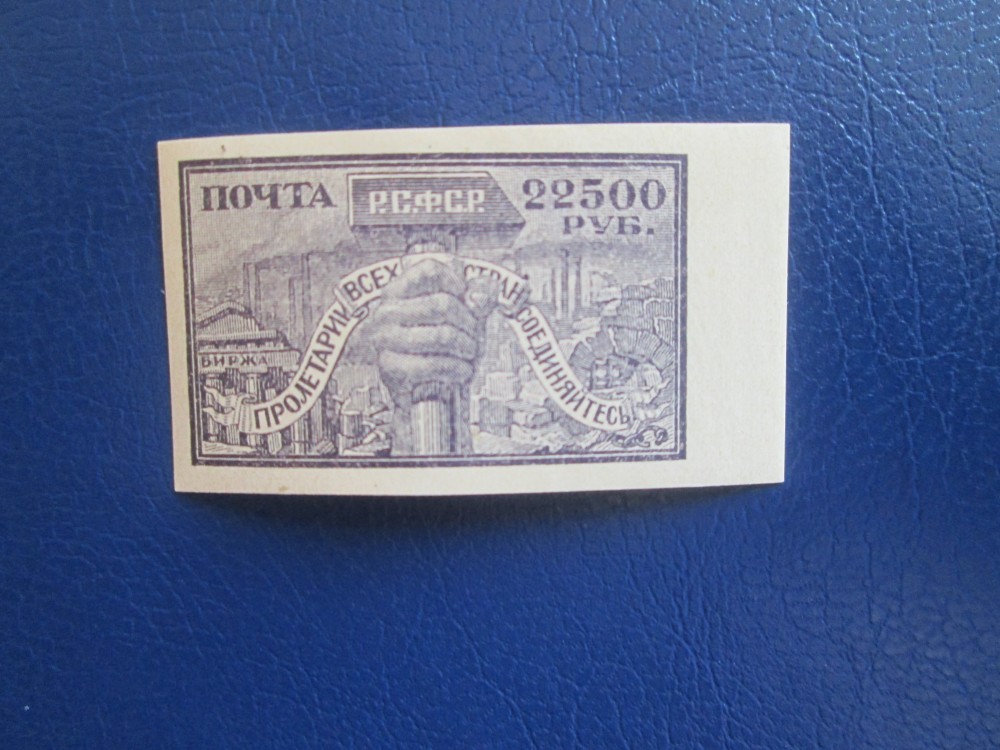 ПОЧТА
Р.С.Ф.С.Р.
22500
РУБ.
ПРОЛЕТАРИИ ВСЕХ СТРАН СОЕДИНЯЙТЕСЬ
БИРЖА